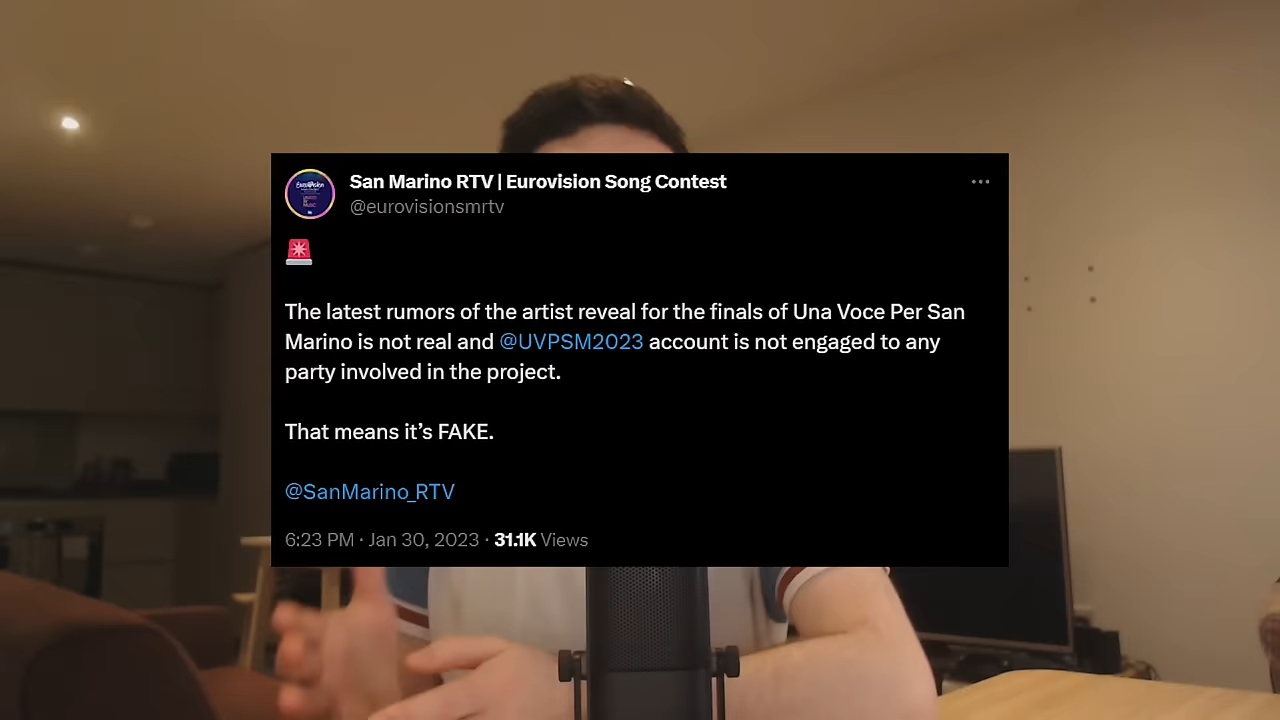 San Marino RTV | Eurovision Song Contest
@eurovisionsmrtv
The latest rumors of the artist reveal for the finals of Una Voce Per San
Marino is not real and @UVPSM2023 account is not engaged to any
party involved in the project.
That means it's FAKE.
@SanMarino_RTV
6:23 PM · Jan 30, 2023 · 31.1K Views